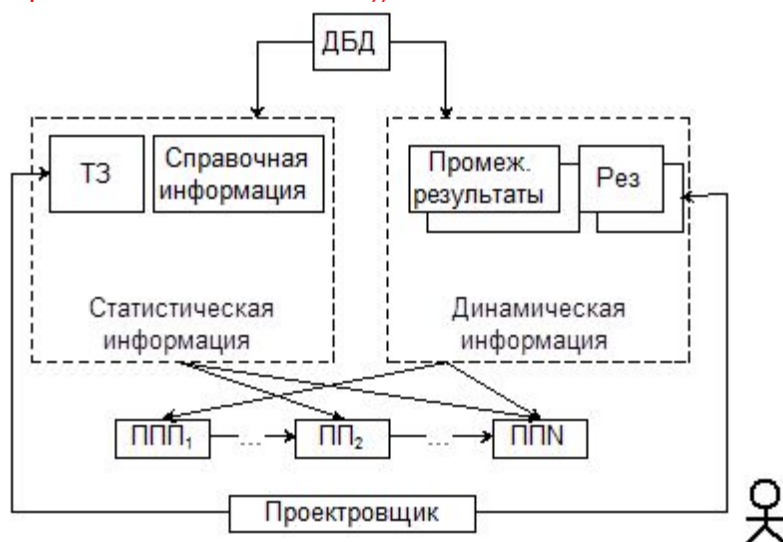 ДБД
ТЗ
Справочная
информация
Промеж.
результаты
Рез
Статистическая
информация
Динамическая
информация
ППП₁
...
ПП₂
...
ППN
Проектровщик